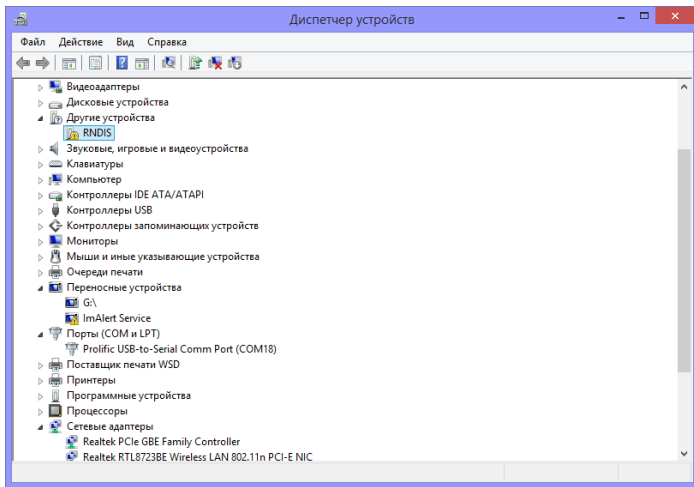 Диспетчер устройств
Файл Действие Вид Справка
Видеоадаптеры
Дисковые устройства
Другие устройства
RNDIS
Звуковые, игровые и видеоустройства
Клавиатуры
Компьютер
Контроллеры IDE ATA/ATAPI
Контроллеры USB
Контроллеры запоминающих устройств
Мониторы
Мыши и иные указывающие устройства
Очереди печати
Переносные устройства
G:\
ImAlert Service
Порты (COM и LPT)
Prolific USB-to-Serial Comm Port (COM18)
Поставщик печати WSD
Принтеры
Программные устройства
Процессоры
Сетевые адаптеры
Realtek PCIe GBE Family Controller
Realtek RTL8723BE Wireless LAN 802.11n PCI-E NIC